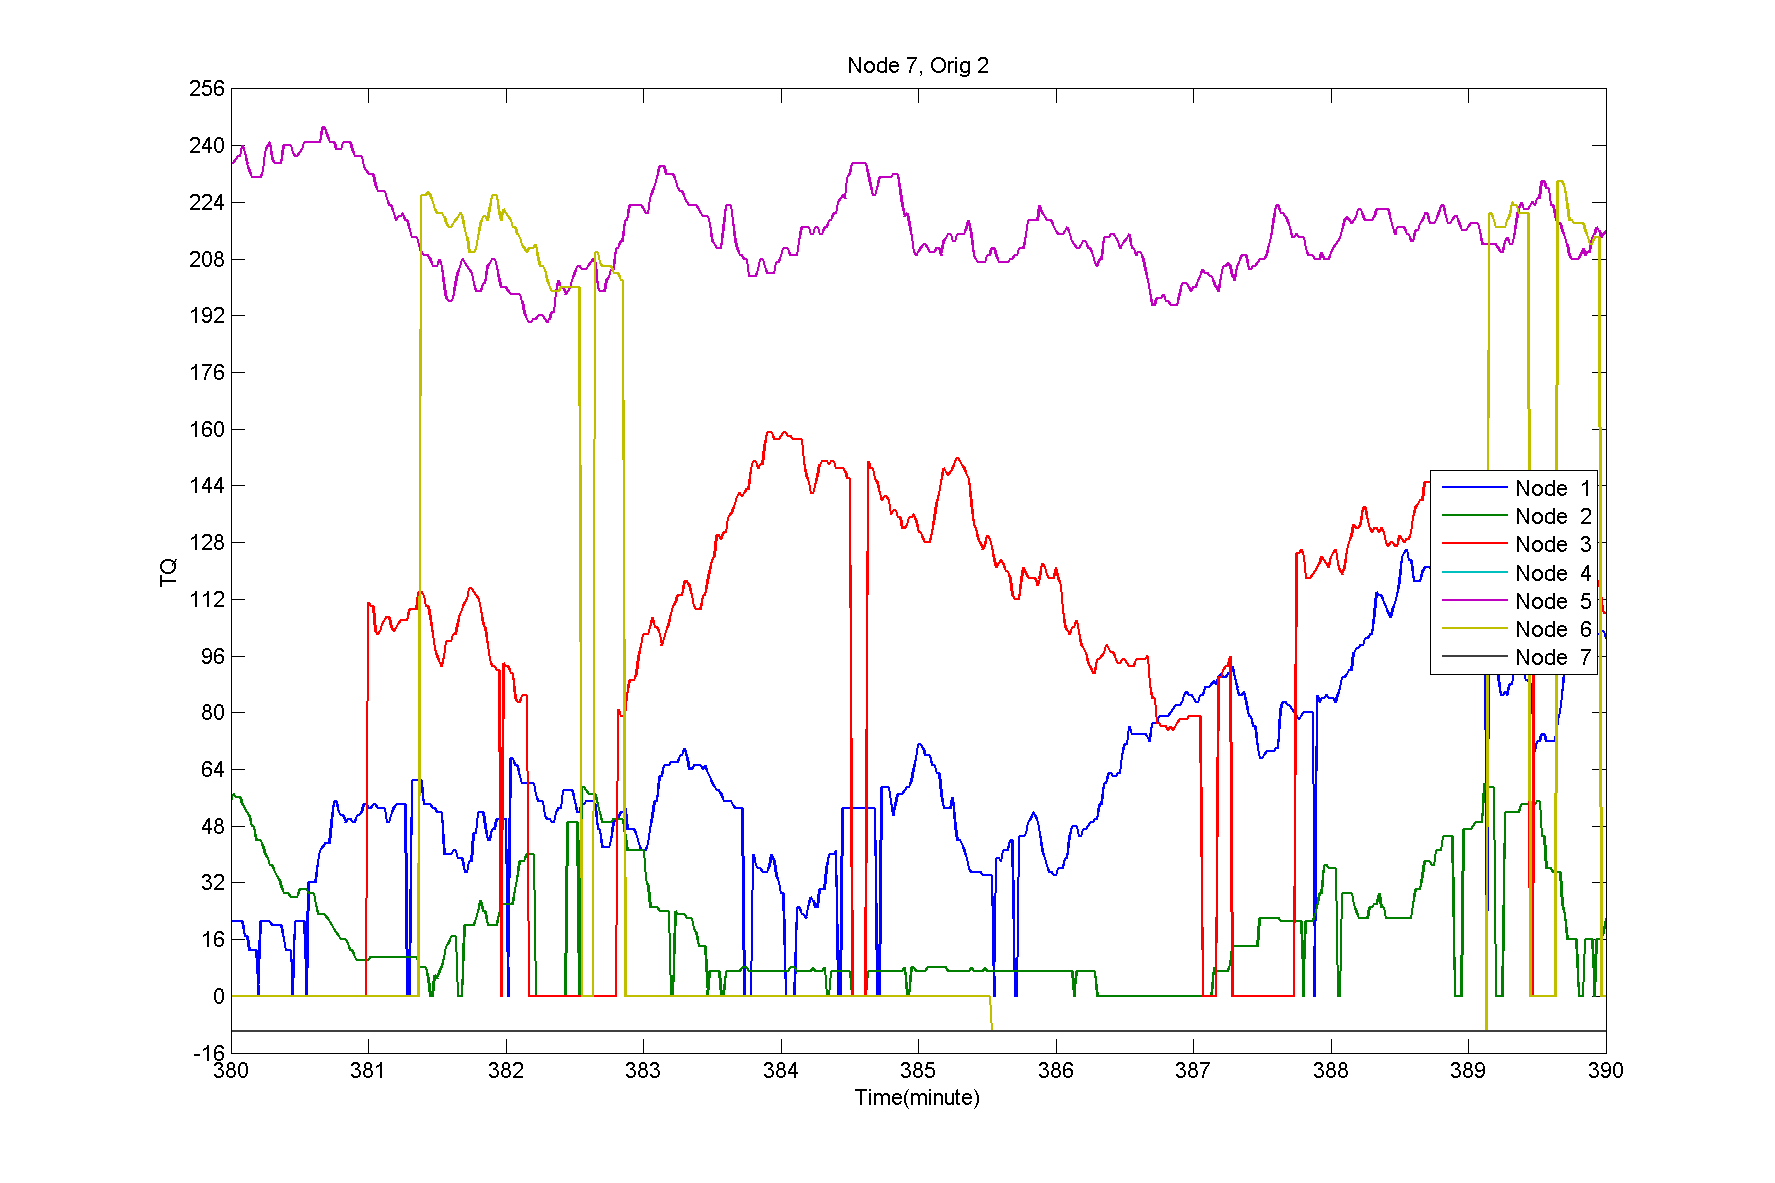 Node 7, Orig 2
256
240
224
208
192
176
160
144
128
112
96
80
64
48
32
16
0
-16
TQ
Node 1
Node 2
Node 3
Node 4
Node 5
Node 6
Node 7
380 381 382 383 384 385 386 387 388 389 390
Time(minute)